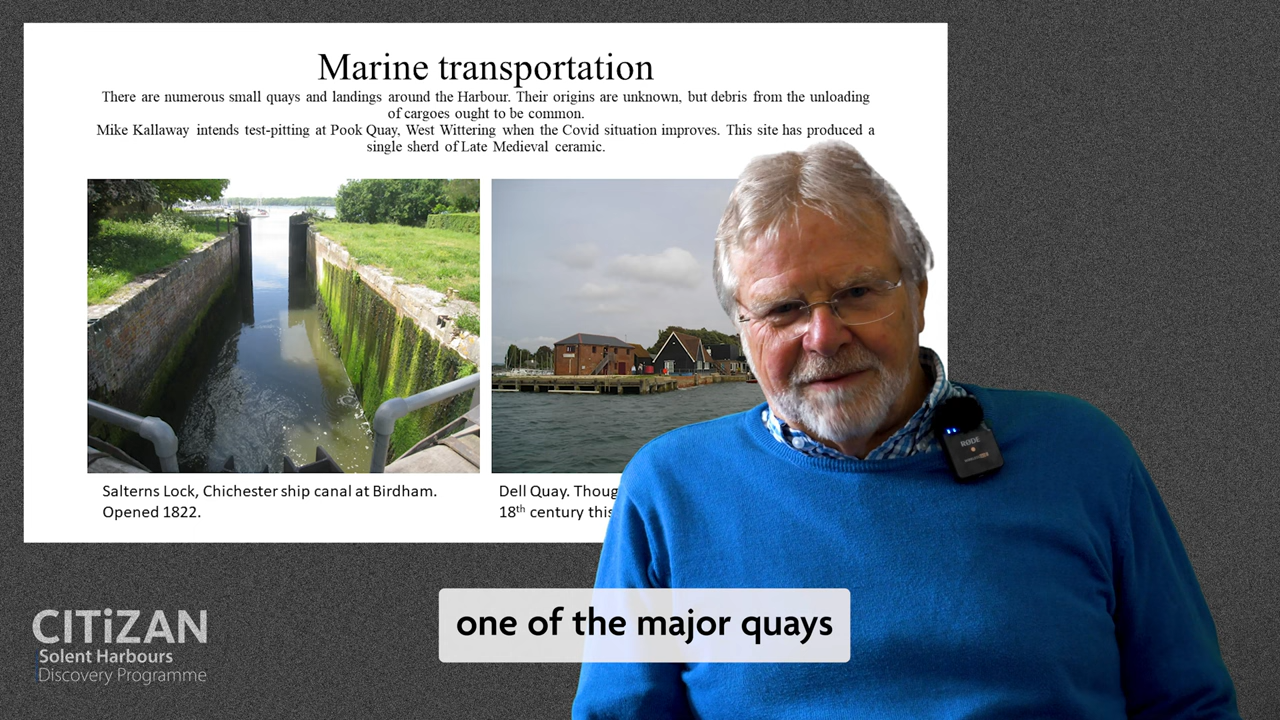 Marine transportation
There are numerous small quays and landings around the Harbour. Their origins are unknown, but debris from the unloading
of cargoes ought to be common.
Mike Kallaway intends test-pitting at Pook Quay, West Wittering when the Covid situation improves. This site has produced a
single sherd of Late Medieval ceramic.
Salterns Lock, Chichester ship canal at Birdham.
Opened 1822.
Dell Quay. Thoug
18th century this
RODE
one of the major quays
CITiZAN
Solent Harbours
Discovery Programme